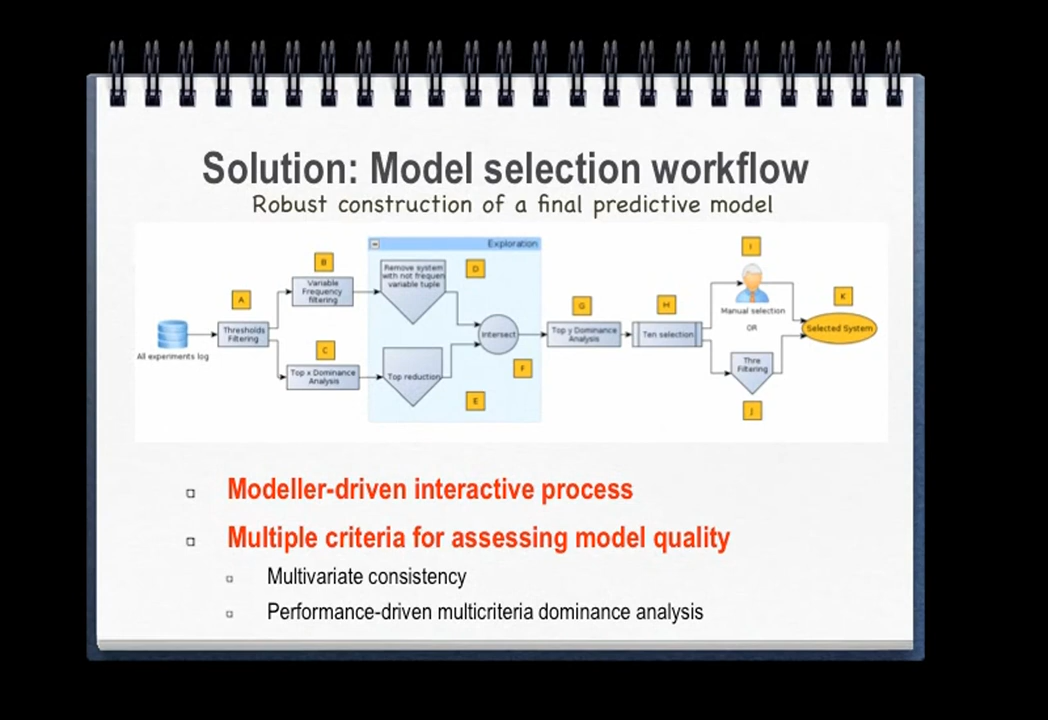 Solution: Model selection workflow
Robust construction of a final predictive model
Exploration
A
B
C
D
E
F
G
H
I
J
K
All experiments log
Thresholds
Filtering
Variable
Frequency
filtering
Top x Dominance
Analysis
Remove system
with not frequen
variable tuple
Top reduction
Intersect
Top y Dominance
Analysis
Ten selection
Manual selection
OR
Thre
Filtering
Selected System
Modeller-driven interactive process
Multiple criteria for assessing model quality
Multivariate consistency
Performance-driven multicriteria dominance analysis